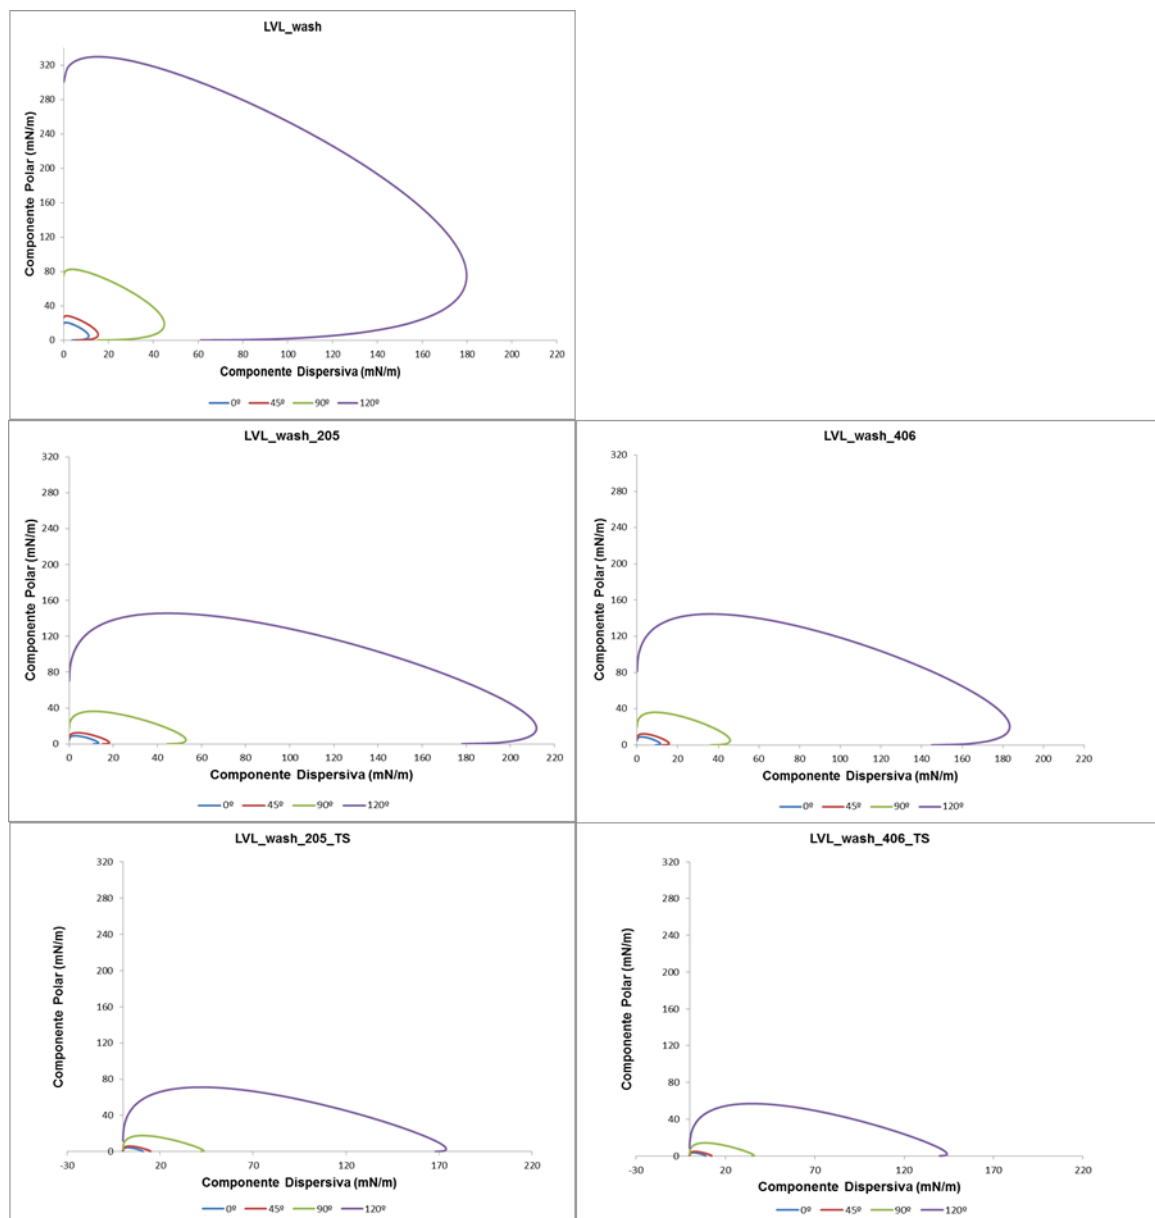 LVL_wash
Componente Polar (mN/m)
320
280
240
200
160
120
80
40
0
0 20 40 60 80 100 120 140 160 180 200 220
Componente Dispersiva (mN/m)
0º 45º 90º 120º
LVL_wash_205
Componente Polar (mN/m)
320
280
240
200
160
120
80
40
0
0 20 40 60 80 100 120 140 160 180 200 220
Componente Dispersiva (mN/m)
0º 45º 90º 120º
LVL_wash_406
Componente Polar (mN/m)
320
280
240
200
160
120
80
40
0
0 20 40 60 80 100 120 140 160 180 200 220
Componente Dispersiva (mN/m)
0º 45º 90º 120º
LVL_wash_205_TS
Componente Polar (mN/m)
320
280
240
200
160
120
80
40
0
-30 20 70 120 170 220
Componente Dispersiva (mN/m)
0º 45º 90º 120º
LVL_wash_406_TS
Componente Polar (mN/m)
320
280
240
200
160
120
80
40
0
-30 20 70 120 170 220
Componente Dispersiva (mN/m)
0º 45º 90º 120º